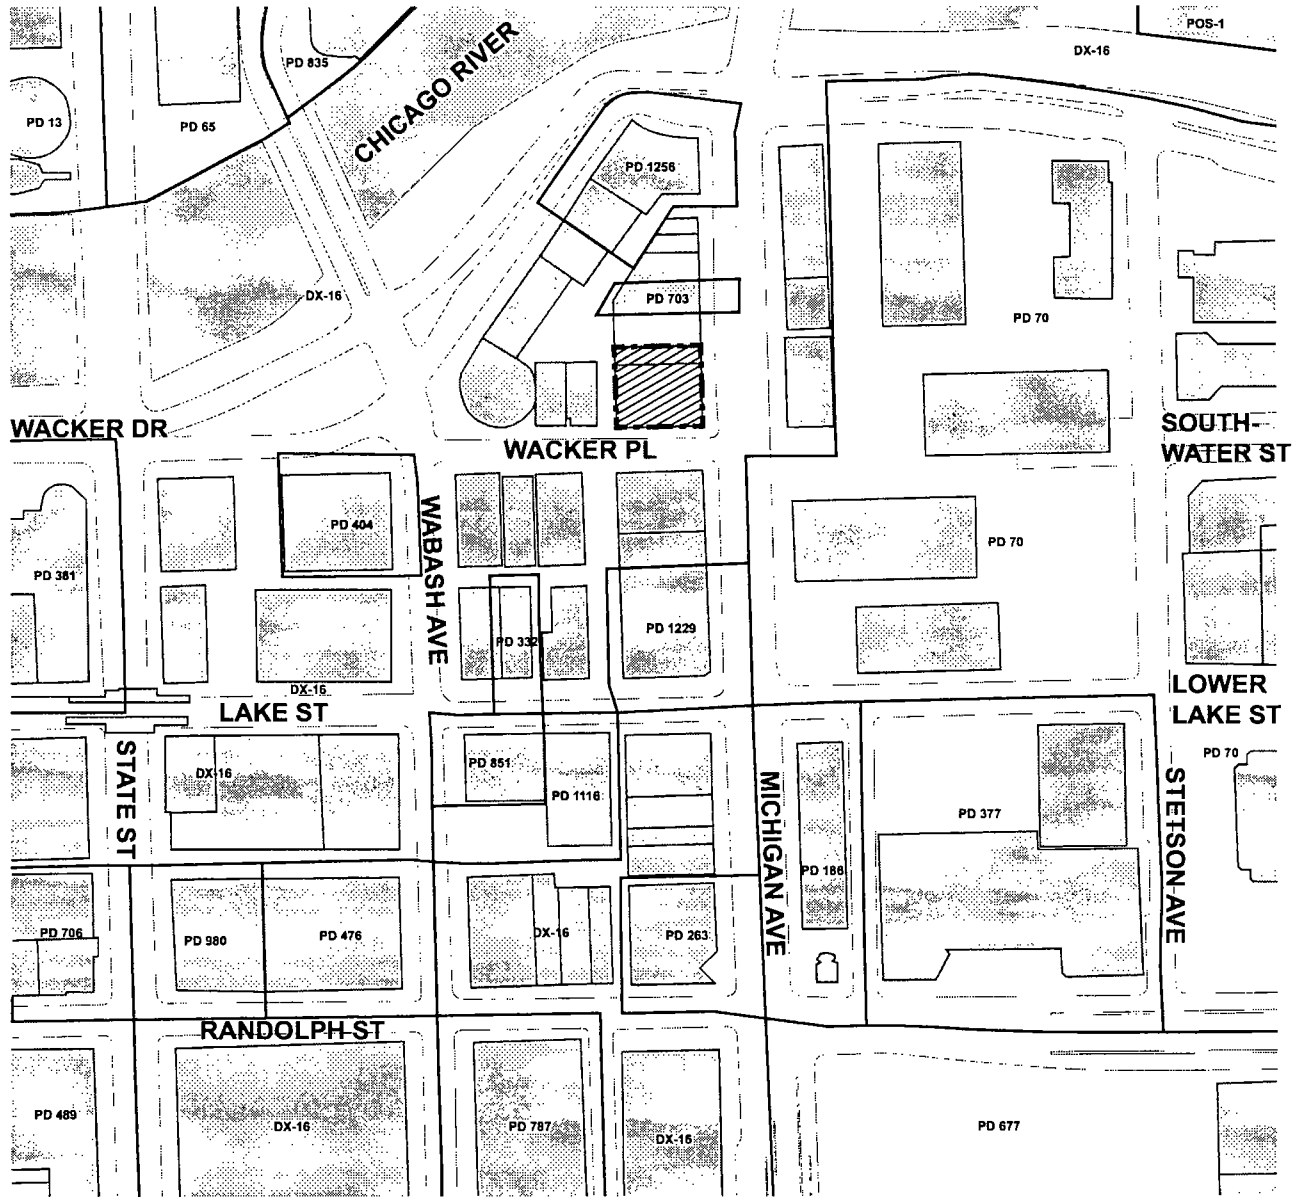 POS-1
DX-16
PD 835
PD 13
PD 65
CHICAGO RIVER
PD 1256
DX-16
PD 703
PD 70
WACKER DR
WACKER PL
SOUTH-
WATER ST
PD 404
WABASH AVE
PD 70
PD 381
PD 332
PD 1229
DX-16
LAKE ST
LOWER
LAKE ST
STATE ST
DX-16
PD 851
PD 1116
MICHIGAN AVE
PD 186
PD 377
STETSON AVE
PD 70
PD 706
PD 980
PD 476
DX-16
PD 263
RANDOLPH ST
PD 489
DX-16
PD 787
DX-16
PD 677